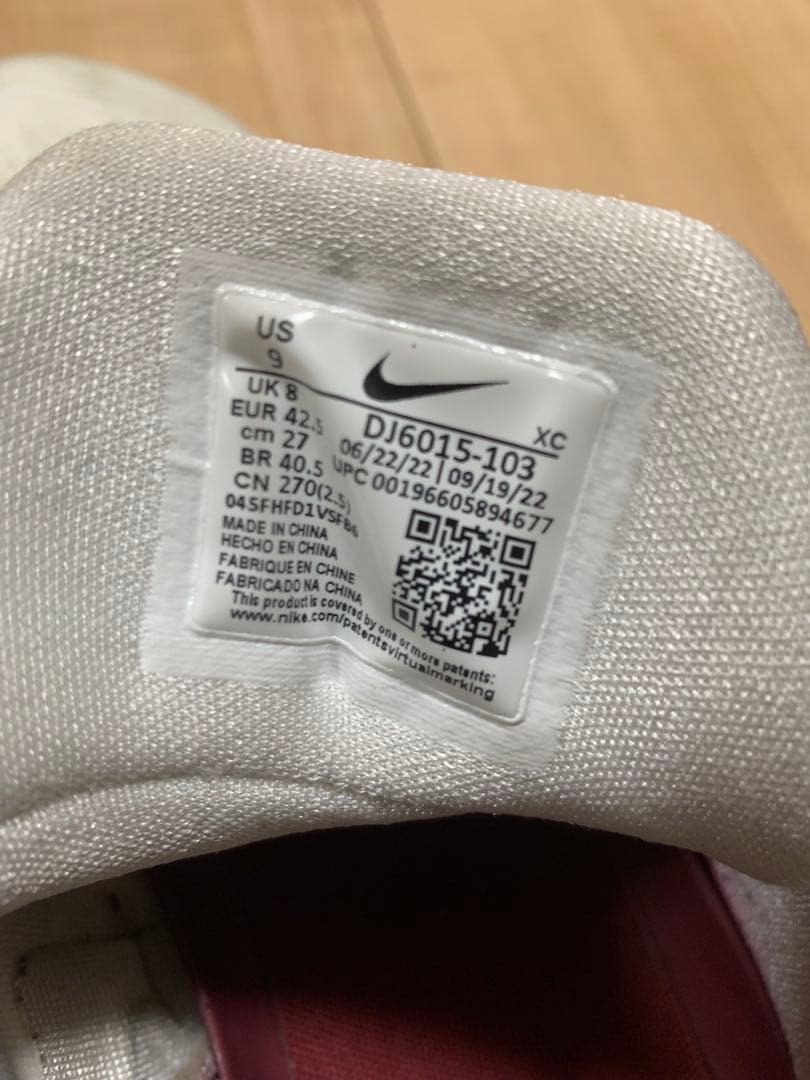 US
9
XC
UK 8
EUR 42.5
cm 27
BR 40.5
CN 270(2.5)
DJ6015-103
06/22/22 | 09/19/22
UPC 00196605894677
045FHFD1VSFB6
MADE IN CHINA
HECHO EN CHINA
FABRIQUE EN CHINE
FABRICADO NA CHINA
This product is covered by one or more patents:
www.nike.com/patentsvirtualmarking